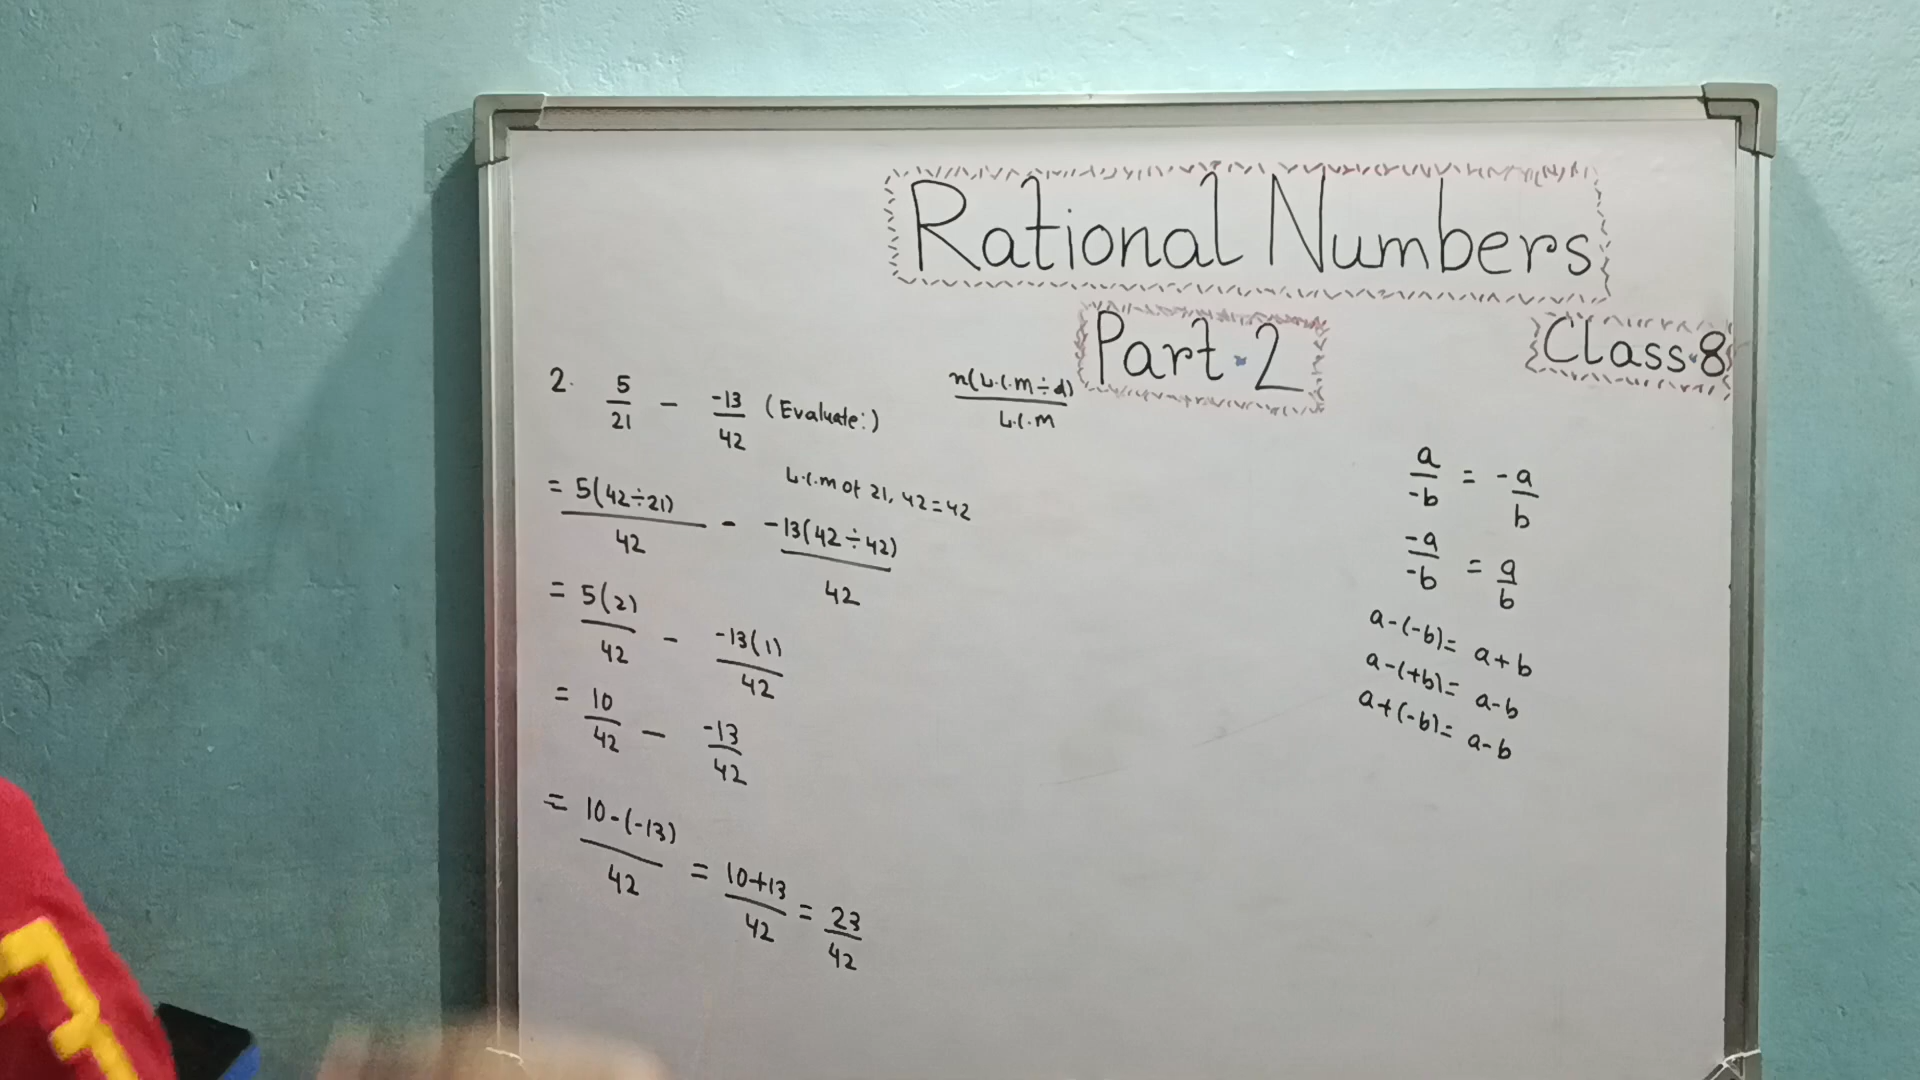 Rational Numbers
Part-2
Class-8
2. 5/21 - -13/42 (Evaluate:)
n(L.C.M÷d)/L.C.M
L.C.M of 21, 42 = 42
= 5(42÷21)/42 - -13(42÷42)/42
= 5(2)/42 - -13(1)/42
= 10/42 - -13/42
= 10-(-13)/42 = 10+13/42 = 23/42
a/-b = -a/b
-a/-b = a/b
a-(-b)= a+b
a-(+b)= a-b
a+(-b)= a-b